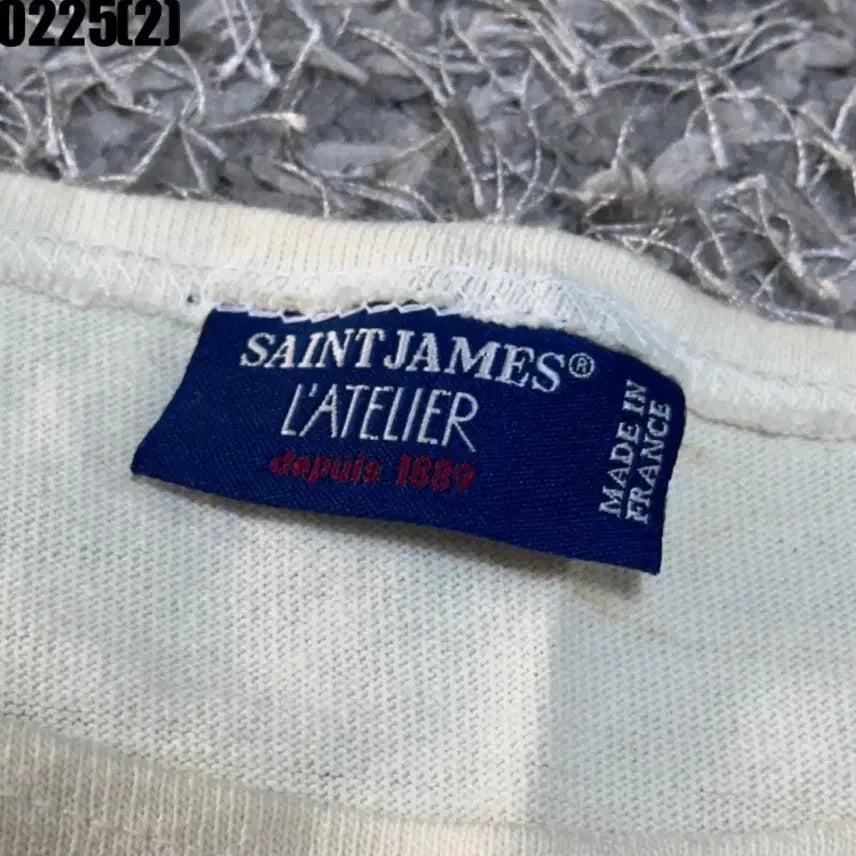 0225(2)
SAINT JAMES®
L'ATELIER
depuis 1889
MADE IN
FRANCE